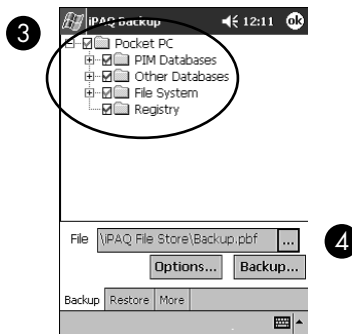 iPAQ Backup 12:11 ok
3
Pocket PC
PIM Databases
Other Databases
File System
Registry
File \iPAQ File Store\Backup.pbf ...
4
Options... Backup...
Backup Restore More